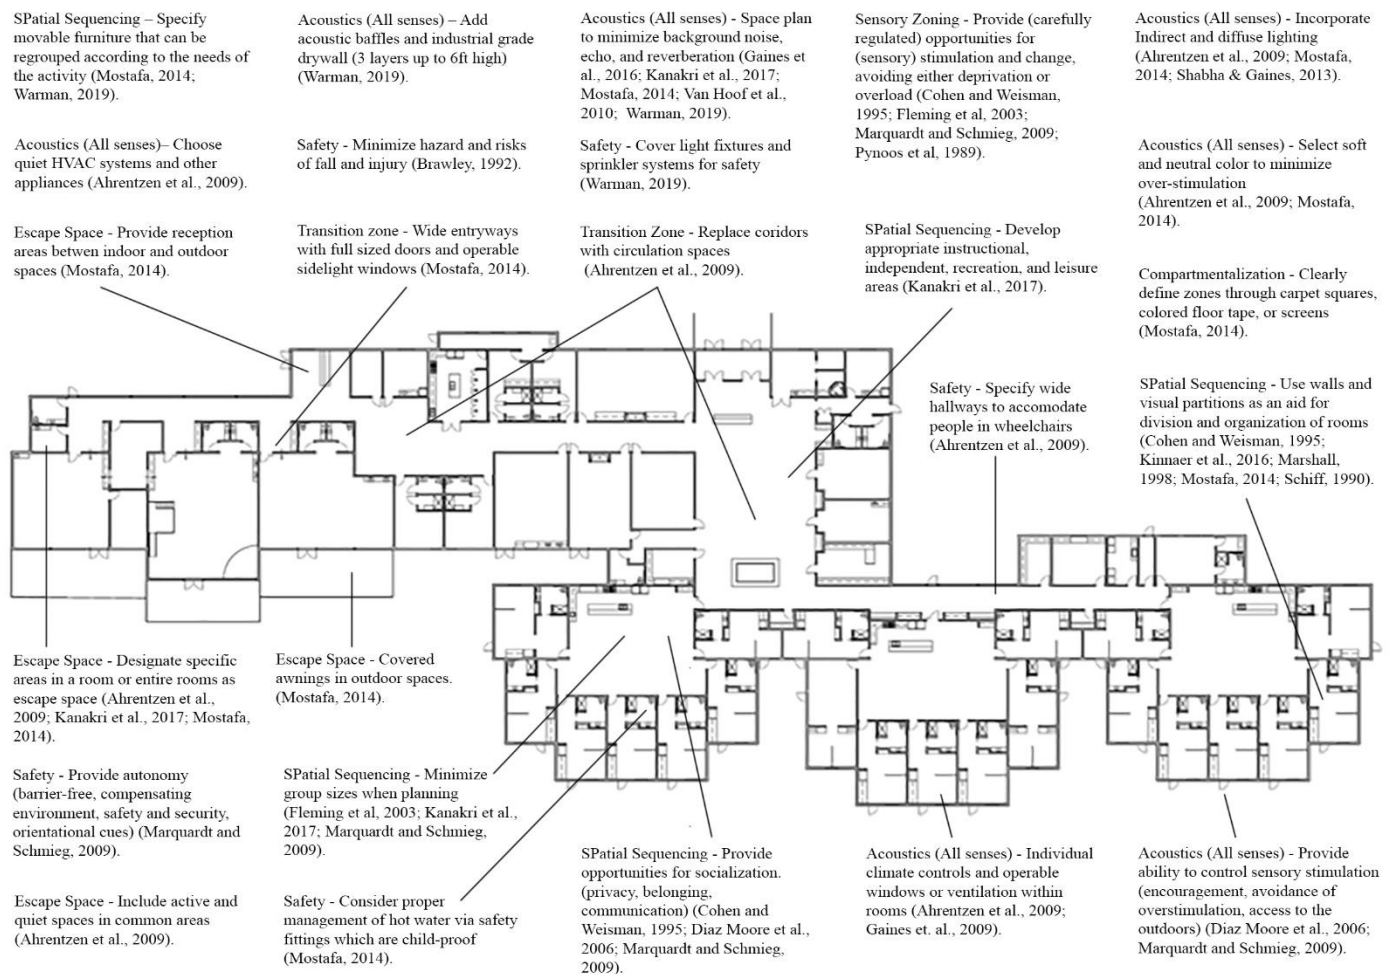 SPatial Sequencing – Specify
movable furniture that can be
regrouped according to the needs of
the activity (Mostafa, 2014;
Warman, 2019).
Acoustics (All senses) – Add
acoustic baffles and industrial grade
drywall (3 layers up to 6ft high)
(Warman, 2019).
Acoustics (All senses) - Space plan
to minimize background noise,
echo, and reverberation (Gaines et
al., 2016; Kanakri et al., 2017;
Mostafa, 2014; Van Hoof et al.,
2010;  Warman, 2019).
Sensory Zoning - Provide (carefully
regulated) opportunities for
(sensory) stimulation and change,
avoiding either deprivation or
overload (Cohen and Weisman,
1995; Fleming et al, 2003;
Marquardt and Schmieg, 2009;
Pynoos et al, 1989).
Acoustics (All senses) - Incorporate
Indirect and diffuse lighting
(Ahrentzen et al., 2009; Mostafa,
2014; Shabha & Gaines, 2013).
Acoustics (All senses)– Choose
quiet HVAC systems and other
appliances (Ahrentzen et al., 2009).
Safety - Minimize hazard and risks
of fall and injury (Brawley, 1992).
Safety - Cover light fixtures and
sprinkler systems for safety
(Warman, 2019).
Acoustics (All senses) - Select soft
and neutral color to minimize
over-stimulation
(Ahrentzen et al., 2009; Mostafa,
2014).
Escape Space - Provide reception
areas betwen indoor and outdoor
spaces (Mostafa, 2014).
Transition zone - Wide entryways
with full sized doors and operable
sidelight windows (Mostafa, 2014).
Transition Zone - Replace coridors
with circulation spaces
(Ahrentzen et al., 2009).
SPatial Sequencing - Develop
appropriate instructional,
independent, recreation, and leisure
areas (Kanakri et al., 2017).
Compartmentalization - Clearly
define zones through carpet squares,
colored floor tape, or screens
(Mostafa, 2014).
Safety - Specify wide
hallways to accomodate
people in wheelchairs
(Ahrentzen et al., 2009).
SPatial Sequencing - Use walls and
visual partitions as an aid for
division and organization of rooms
(Cohen and Weisman, 1995;
Kinnaer et al., 2016; Marshall,
1998; Mostafa, 2014; Schiff, 1990).
Escape Space - Designate specific
areas in a room or entire rooms as
escape space (Ahrentzen et al.,
2009; Kanakri et al., 2017; Mostafa,
2014).
Escape Space - Covered
awnings in outdoor spaces.
(Mostafa, 2014).
Safety - Provide autonomy
(barrier-free, compensating
environment, safety and security,
orientational cues) (Marquardt and
Schmieg, 2009).
SPatial Sequencing - Minimize
group sizes when planning
(Fleming et al, 2003; Kanakri et al.,
2017; Marquardt and Schmieg,
2009).
Escape Space - Include active and
quiet spaces in common areas
(Ahrentzen et al., 2009).
Safety - Consider proper
management of hot water via safety
fittings which are child-proof
(Mostafa, 2014).
SPatial Sequencing - Provide
opportunities for socialization.
(privacy, belonging,
communication) (Cohen and
Weisman, 1995; Diaz Moore et al.,
2006; Marquardt and Schmieg,
2009).
Acoustics (All senses) - Individual
climate controls and operable
windows or ventilation within
rooms (Ahrentzen et al., 2009;
Gaines et. al., 2009).
Acoustics (All senses) - Provide
ability to control sensory stimulation
(encouragement, avoidance of
overstimulation, access to the
outdoors) (Diaz Moore et al., 2006;
Marquardt and Schmieg, 2009).